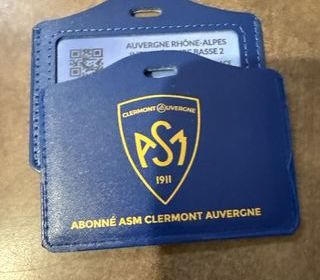 AUVERGNE RHÔNE-ALPES
BASSE 2
CLERMONT AUVERGNE
ASM
1911
ABONNÉ ASM CLERMONT AUVERGNE